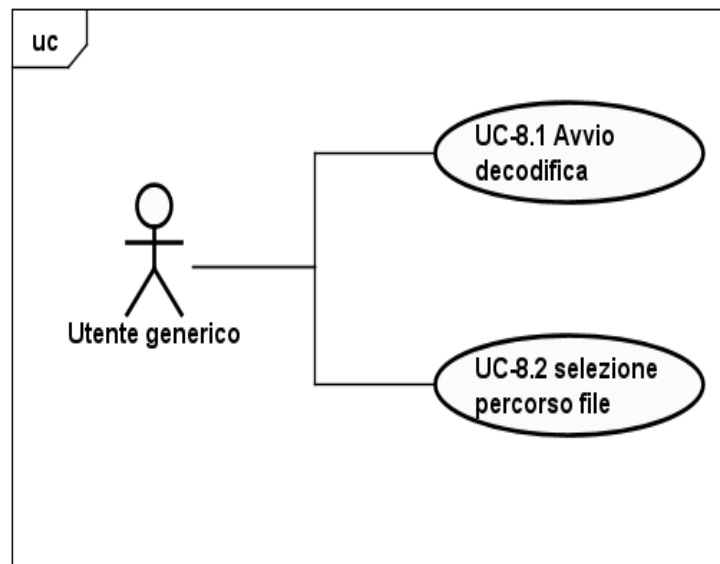 uc
UC-8.1 Avvio
decodifica
Utente generico
UC-8.2 selezione
percorso file